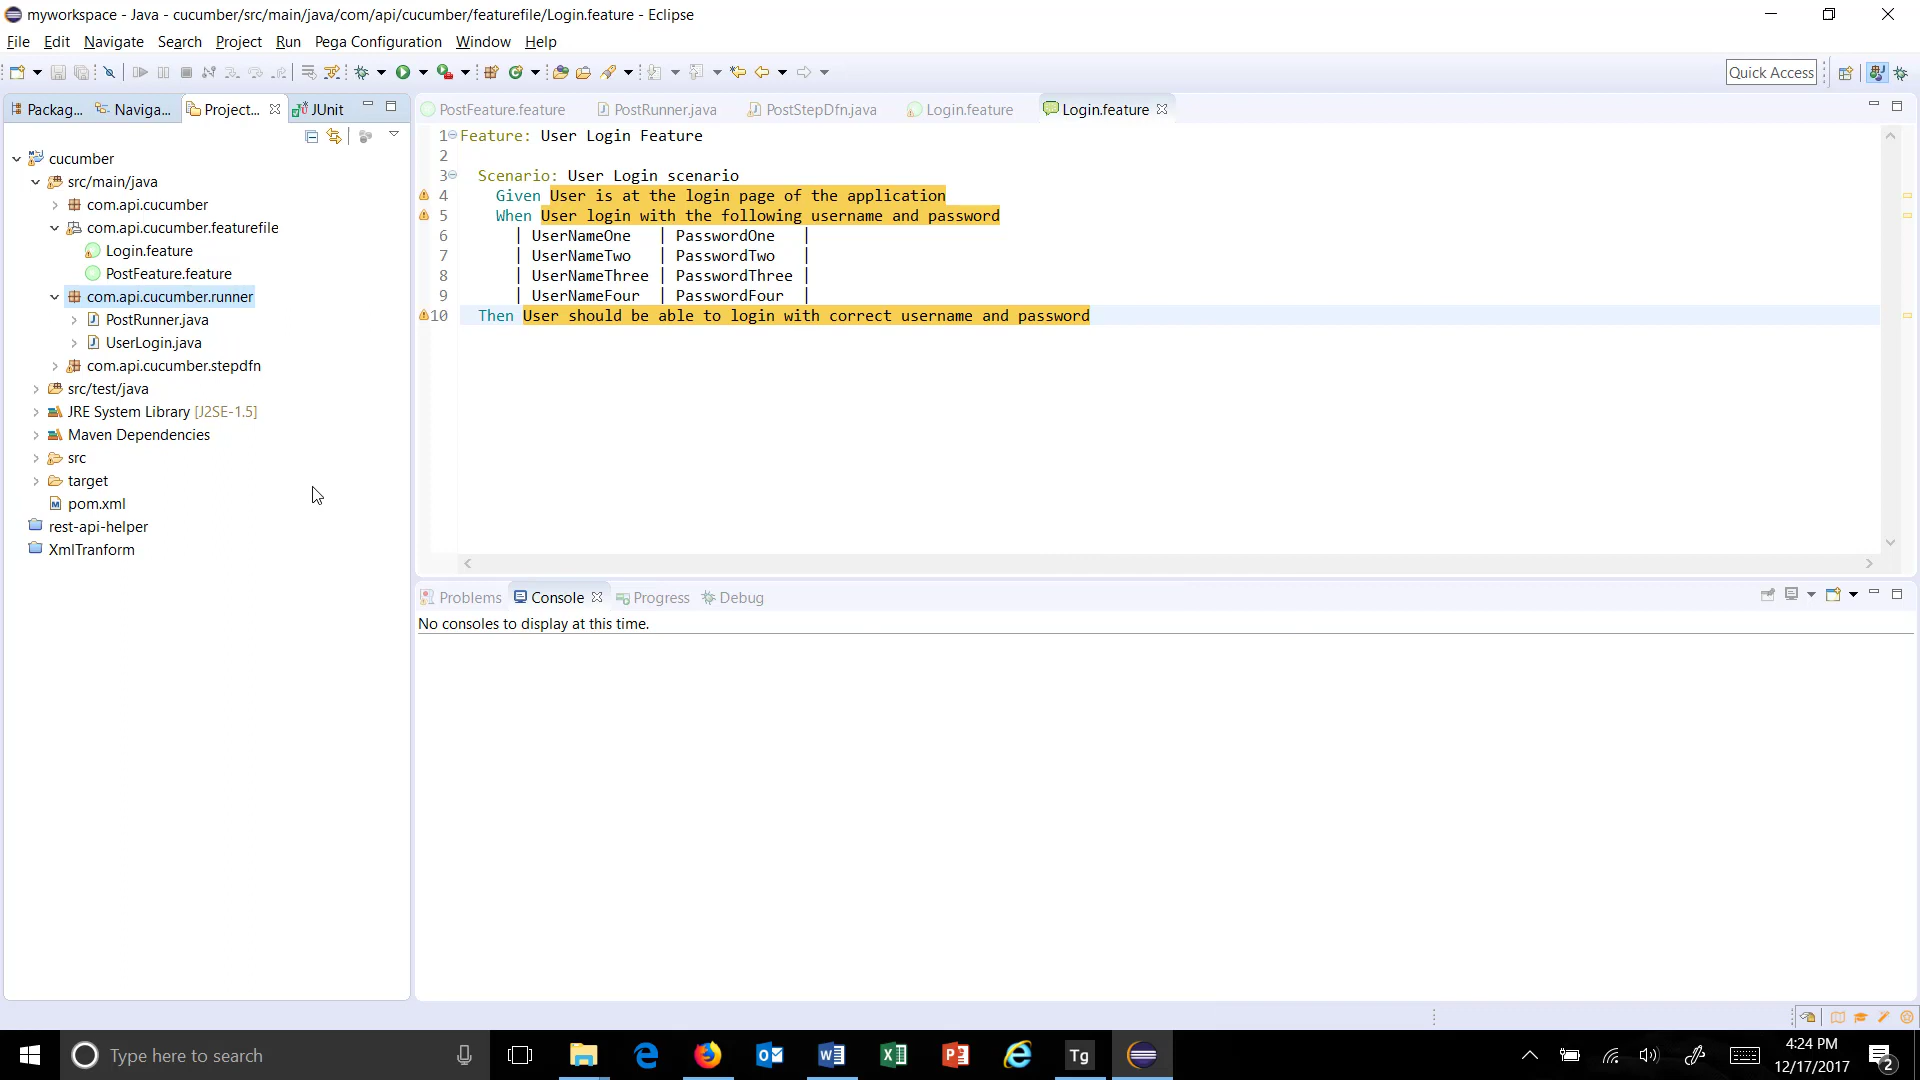 myworkspace - Java - cucumber/src/main/java/com/api/cucumber/featurefile/Login.feature - Eclipse
File Edit Navigate Search Project Run Pega Configuration Window Help
Quick Access
Packag... Naviga... Project... JUnit
cucumber
src/main/java
com.api.cucumber
com.api.cucumber.featurefile
Login.feature
PostFeature.feature
com.api.cucumber.runner
PostRunner.java
UserLogin.java
com.api.cucumber.stepdfn
src/test/java
JRE System Library [J2SE-1.5]
Maven Dependencies
src
target
pom.xml
rest-api-helper
XmlTranform
PostFeature.feature PostRunner.java PostStepDfn.java Login.feature Login.feature
1 Feature: User Login Feature
2
3 Scenario: User Login scenario
4 Given User is at the login page of the application
5 When User login with the following username and password
6 | UserNameOne | PasswordOne |
7 | UserNameTwo | PasswordTwo |
8 | UserNameThree | PasswordThree |
9 | UserNameFour | PasswordFour |
10 Then User should be able to login with correct username and password
Problems Console Progress Debug
No consoles to display at this time.
Type here to search
Tg
4:24 PM
12/17/2017
2